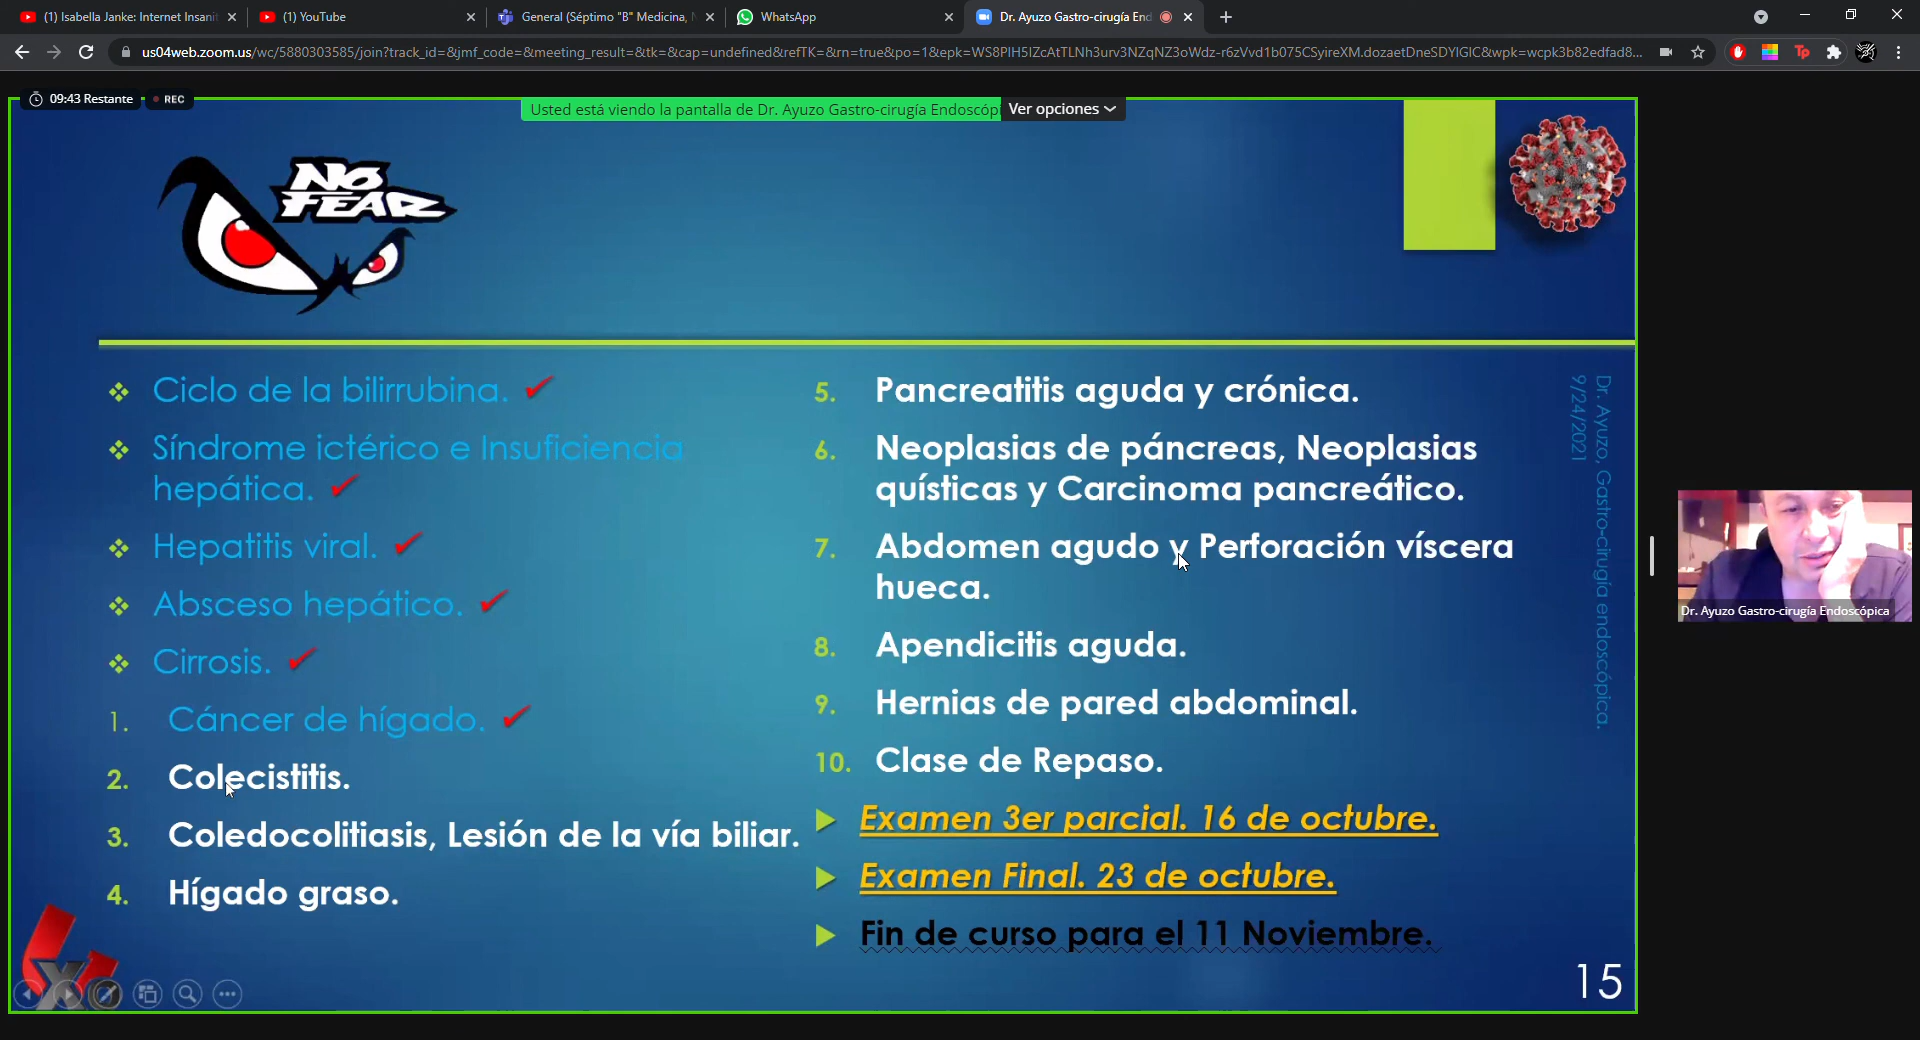 (1) Isabella Janke: Internet Insanit
(1) YouTube
General (Séptimo "B" Medicina,
WhatsApp
Dr. Ayuzo Gastro-cirugía End
us04web.zoom.us/wc/5880303585/join?track_id=&jmf_code=&meeting_result=&tk=&cap=undefined&refTK=&rn=true&po=1&epk=
09:43 Restante
REC
Usted está viendo la pantalla de Dr. Ayuzo Gastro-cirugía Endoscópi
Ver opciones
NO
FEAR
Ciclo de la bilirrubina.
Síndrome ictérico e Insuficiencia
hepática.
Hepatitis viral.
Absceso hepático.
Cirrosis.
1. Cáncer de hígado.
2. Colecistitis.
3. Coledocolitiasis, Lesión de la vía biliar.
4. Hígado graso.
5. Pancreatitis aguda y crónica.
6. Neoplasias de páncreas, Neoplasias
quísticas y Carcinoma pancreático.
7. Abdomen agudo y Perforación víscera
hueca.
8. Apendicitis aguda.
9. Hernias de pared abdominal.
10. Clase de Repaso.
Examen 3er parcial. 16 de octubre.
Examen Final. 23 de octubre.
Fin de curso para el 11 Noviembre.
Dr. Ayuzo, Gastro-cirugía endoscópica.
9/24/2021
15
Dr. Ayuzo Gastro-cirugía Endoscópica